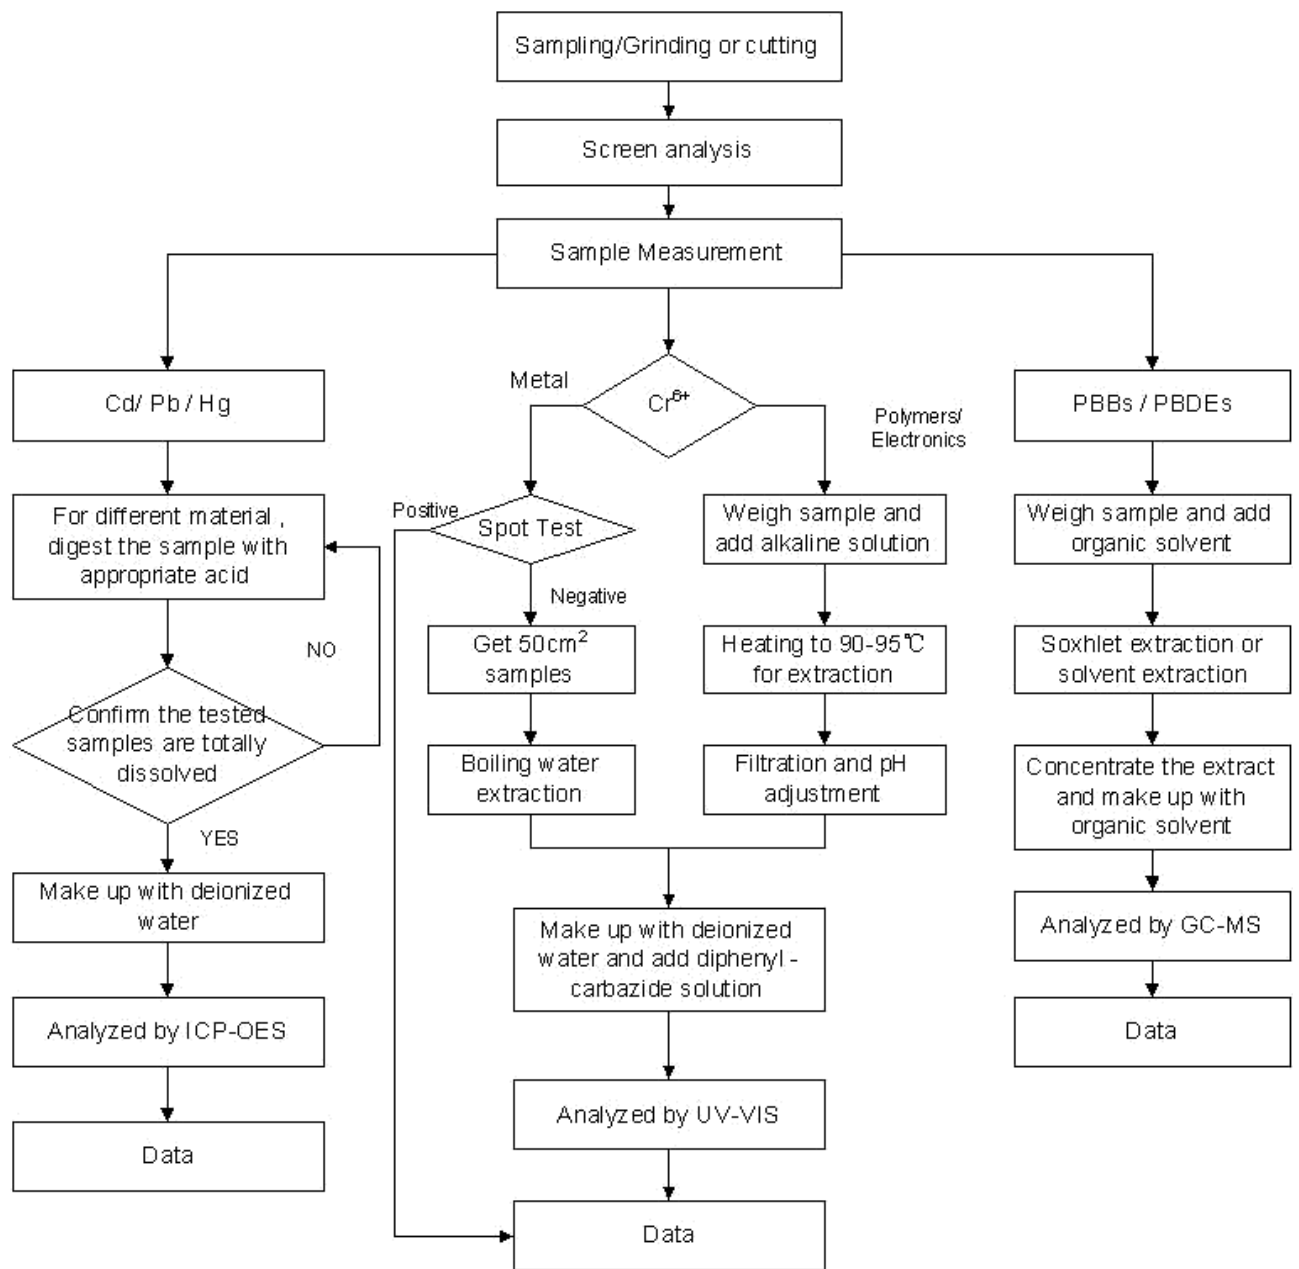 Sampling/Grinding or cutting
Screen analysis
Sample Measurement
Cd/ Pb / Hg
For different material ,
digest the sample with
appropriate acid
NO
Confirm the tested
samples are totally
dissolved
YES
Make up with deionized
water
Analyzed by ICP-OES
Data
Metal
Cr6+
Polymers/
Electronics
Positive
Spot Test
Negative
Get 50cm2
samples
Boiling water
extraction
Weigh sample and
add alkaline solution
Heating to 90-95℃
for extraction
Filtration and pH
adjustment
Make up with deionized
water and add diphenyl -
carbazide solution
Analyzed by UV-VIS
Data
PBBs / PBDEs
Weigh sample and add
organic solvent
Soxhlet extraction or
solvent extraction
Concentrate the extract
and make up with
organic solvent
Analyzed by GC-MS
Data